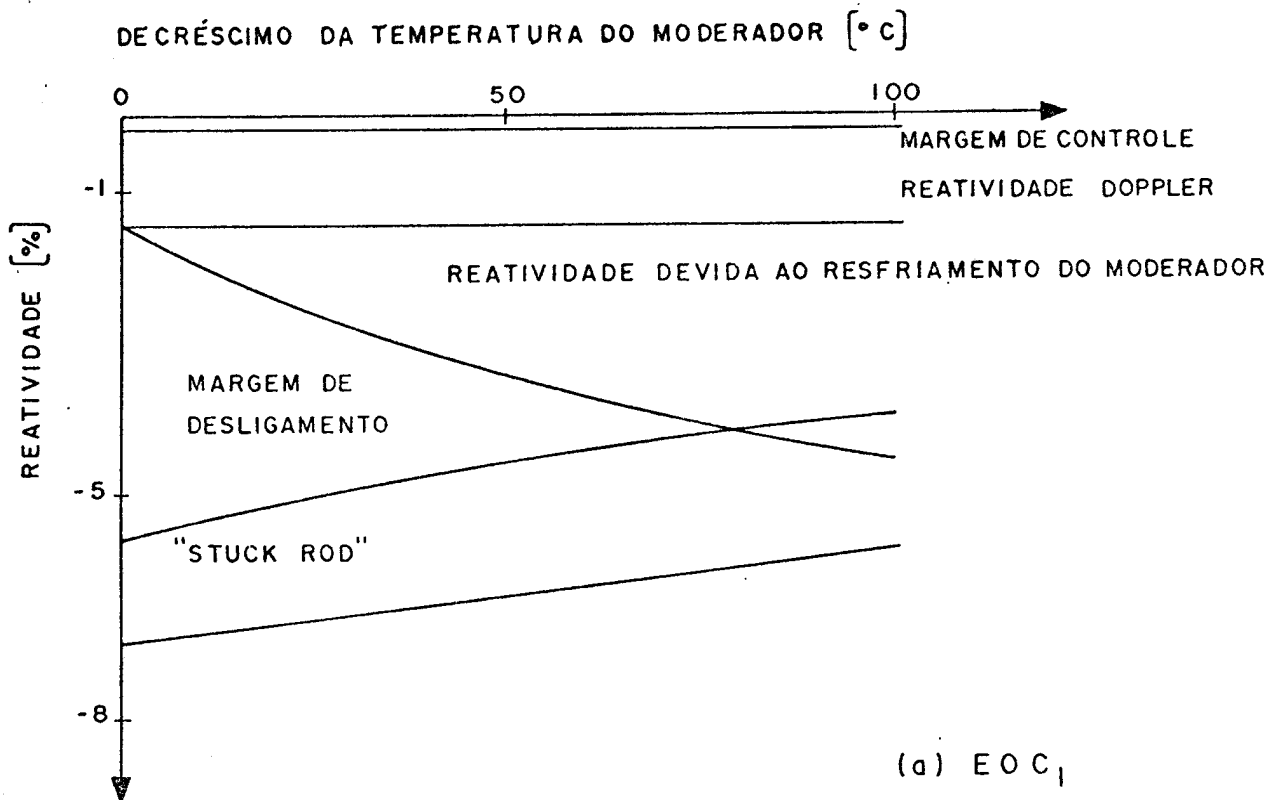 DECRÉSCIMO DA TEMPERATURA DO MODERADOR [°C]
0 50 100
MARGEM DE CONTROLE
-1
REATIVIDADE DOPPLER
REATIVIDADE [%]
REATIVIDADE DEVIDA AO RESFRIAMENTO DO MODERADOR
MARGEM DE
DESLIGAMENTO
-5
"STUCK ROD"
-8
(a) EOC₁